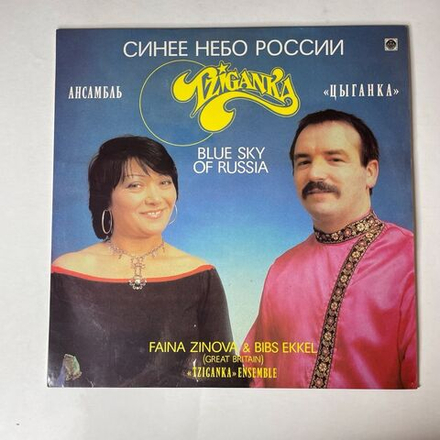 СИНЕЕ НЕБО РОССИИ
АНСАМБЛЬ
TZIGANKA
«ЦЫГАНКА»
BLUE SKY
OF RUSSIA
FAINA ZINOVA & BIBS EKKEL
(GREAT BRITAIN)
«TZIGANKA» ENSEMBLE